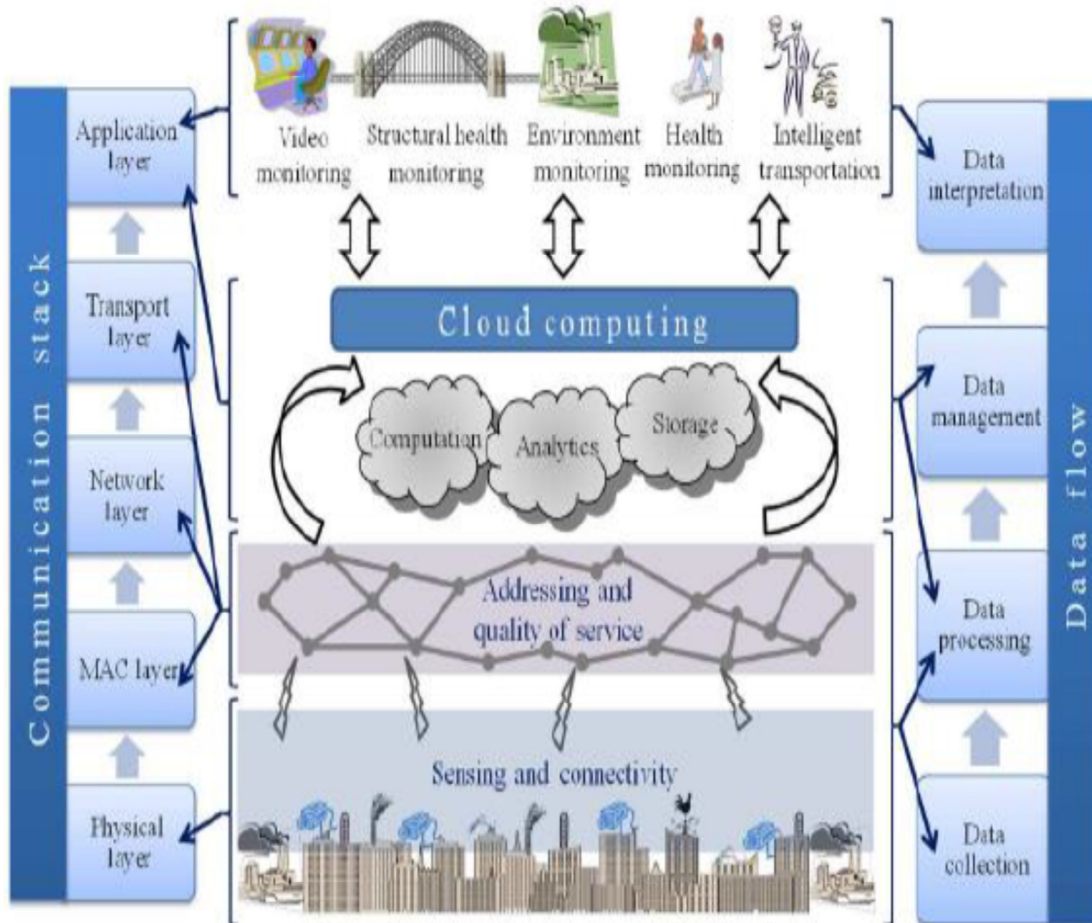 Communication stack
Application
layer
Transport
layer
Network
layer
MAC layer
Physical
layer
Video
monitoring
Structural health
monitoring
Environment
monitoring
Health
monitoring
Intelligent
transportation
Cloud computing
Computation
Analytics
Storage
Addressing and
quality of service
Sensing and connectivity
Data
interpretation
Data
management
Data
processing
Data
collection
Data flow